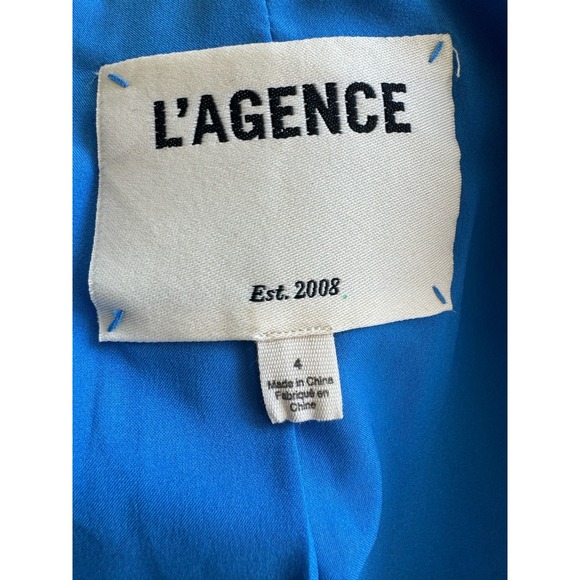 L'AGENCE
Est. 2008
4
Made in China
Fabriqué en
Chine